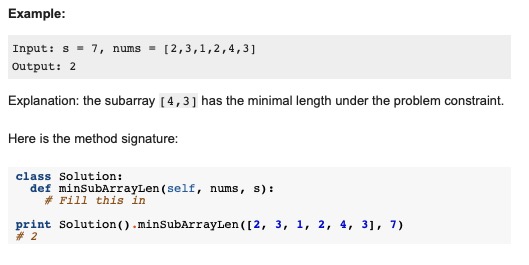 Example:
Input: s = 7, nums = [2,3,1,2,4,3]
Output: 2
Explanation: the subarray [4,3] has the minimal length under the problem constraint.
Here is the method signature:
class Solution:
  def minSubArrayLen(self, nums, s):
    # Fill this in
print Solution().minSubArrayLen([2, 3, 1, 2, 4, 3], 7)
# 2